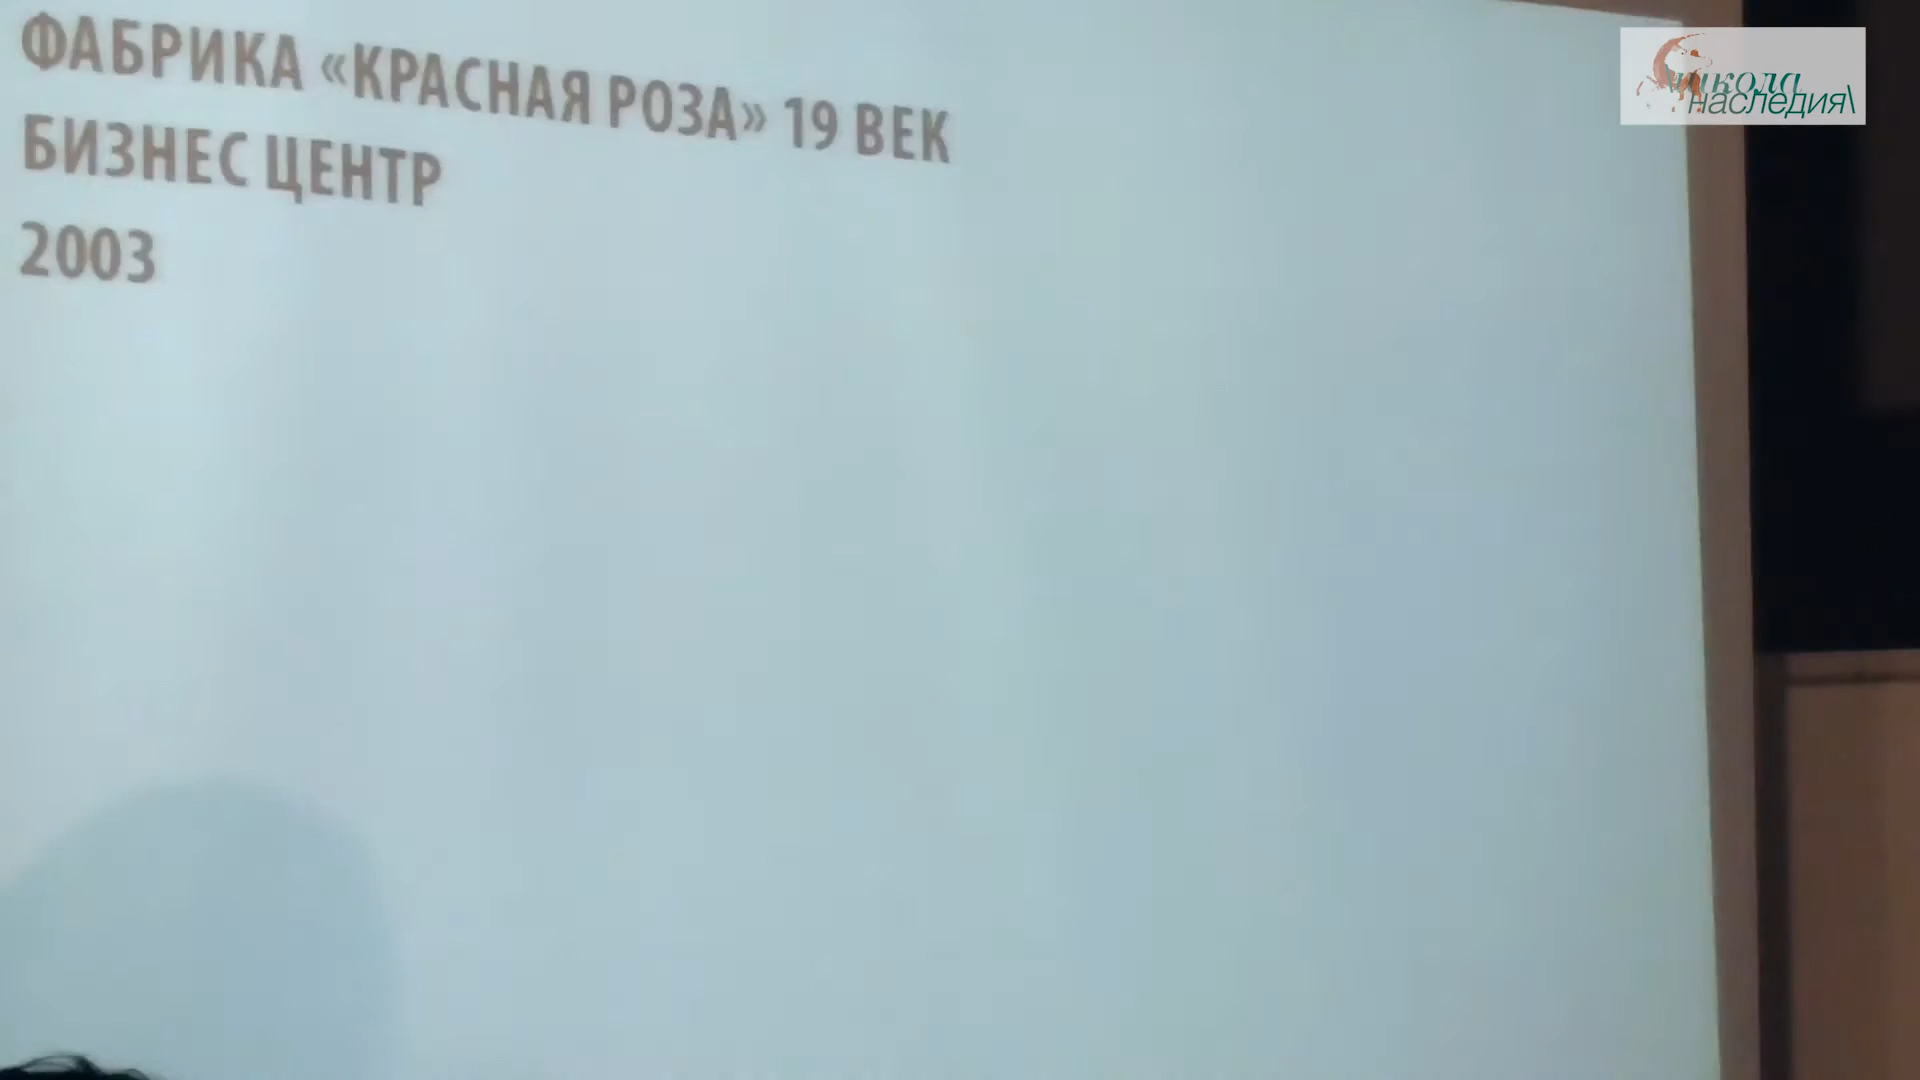 ФАБРИКА «КРАСНАЯ РОЗА» 19 ВЕК
БИЗНЕС ЦЕНТР
2003
школа
наследия\